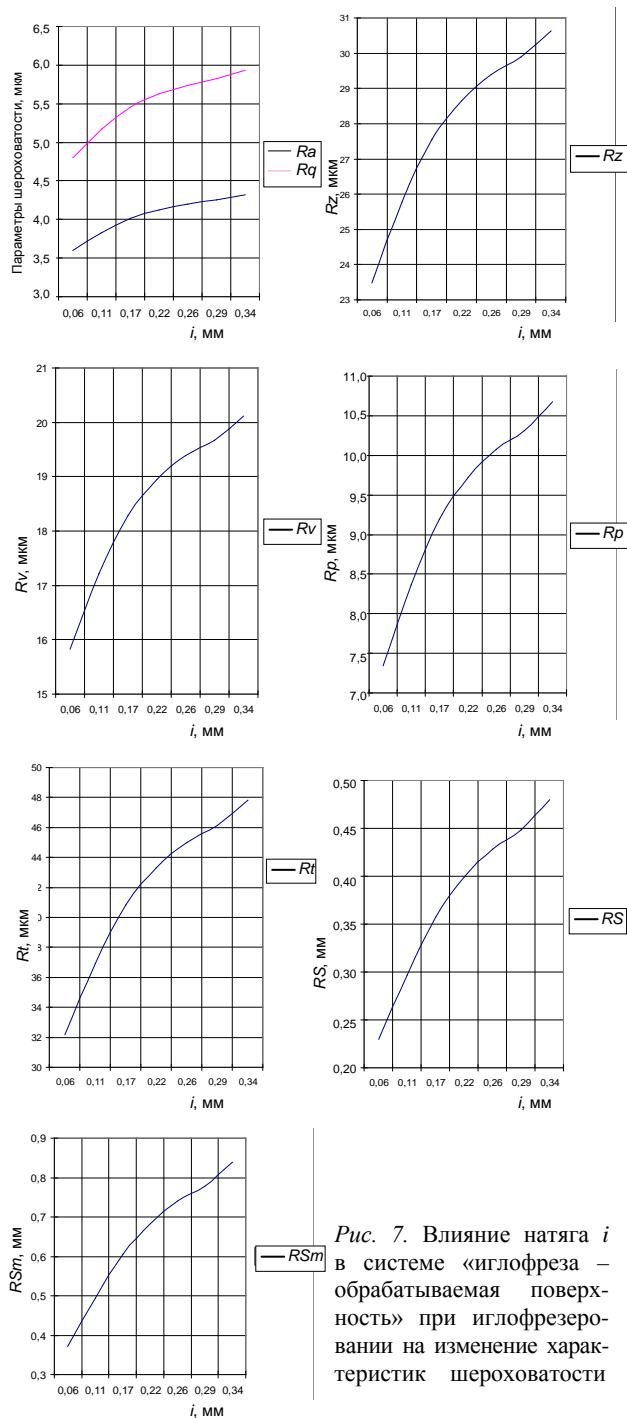 Параметры шероховатости, мкм
6,5
6,0
5,5
5,0
4,5
4,0
3,5
3,0
0,06 0,11 0,17 0,22 0,26 0,29 0,34
i, мм
Ra
Rq
Rz, мкм
31
30
29
28
27
26
25
24
23
0,06 0,11 0,17 0,22 0,26 0,29 0,34
i, мм
Rz
Rv, мкм
21
20
19
18
17
16
15
0,06 0,11 0,17 0,22 0,26 0,29 0,34
i, мм
Rv
Rp, мкм
11,0
10,5
10,0
9,5
9,0
8,5
8,0
7,5
7,0
0,06 0,11 0,17 0,22 0,26 0,29 0,34
i, мм
Rp
Rt, мкм
50
48
46
44
2
0
8
36
34
32
30
0,06 0,11 0,17 0,22 0,26 0,29 0,34
i, мм
Rt
RS, мм
0,50
0,45
0,40
0,35
0,30
0,25
0,20
0,06 0,11 0,17 0,22 0,26 0,29 0,34
i, мм
RS
RSm, мм
0,9
0,8
0,7
0,6
0,5
0,4
0,3
0,06 0,11 0,17 0,22 0,26 0,29 0,34
i, мм
RSm
Рис. 7. Влияние натяга i
в системе «иглофреза –
обрабатываемая поверх-
ность» при иглофрезеро-
вании на изменение харак-
теристик шероховатости